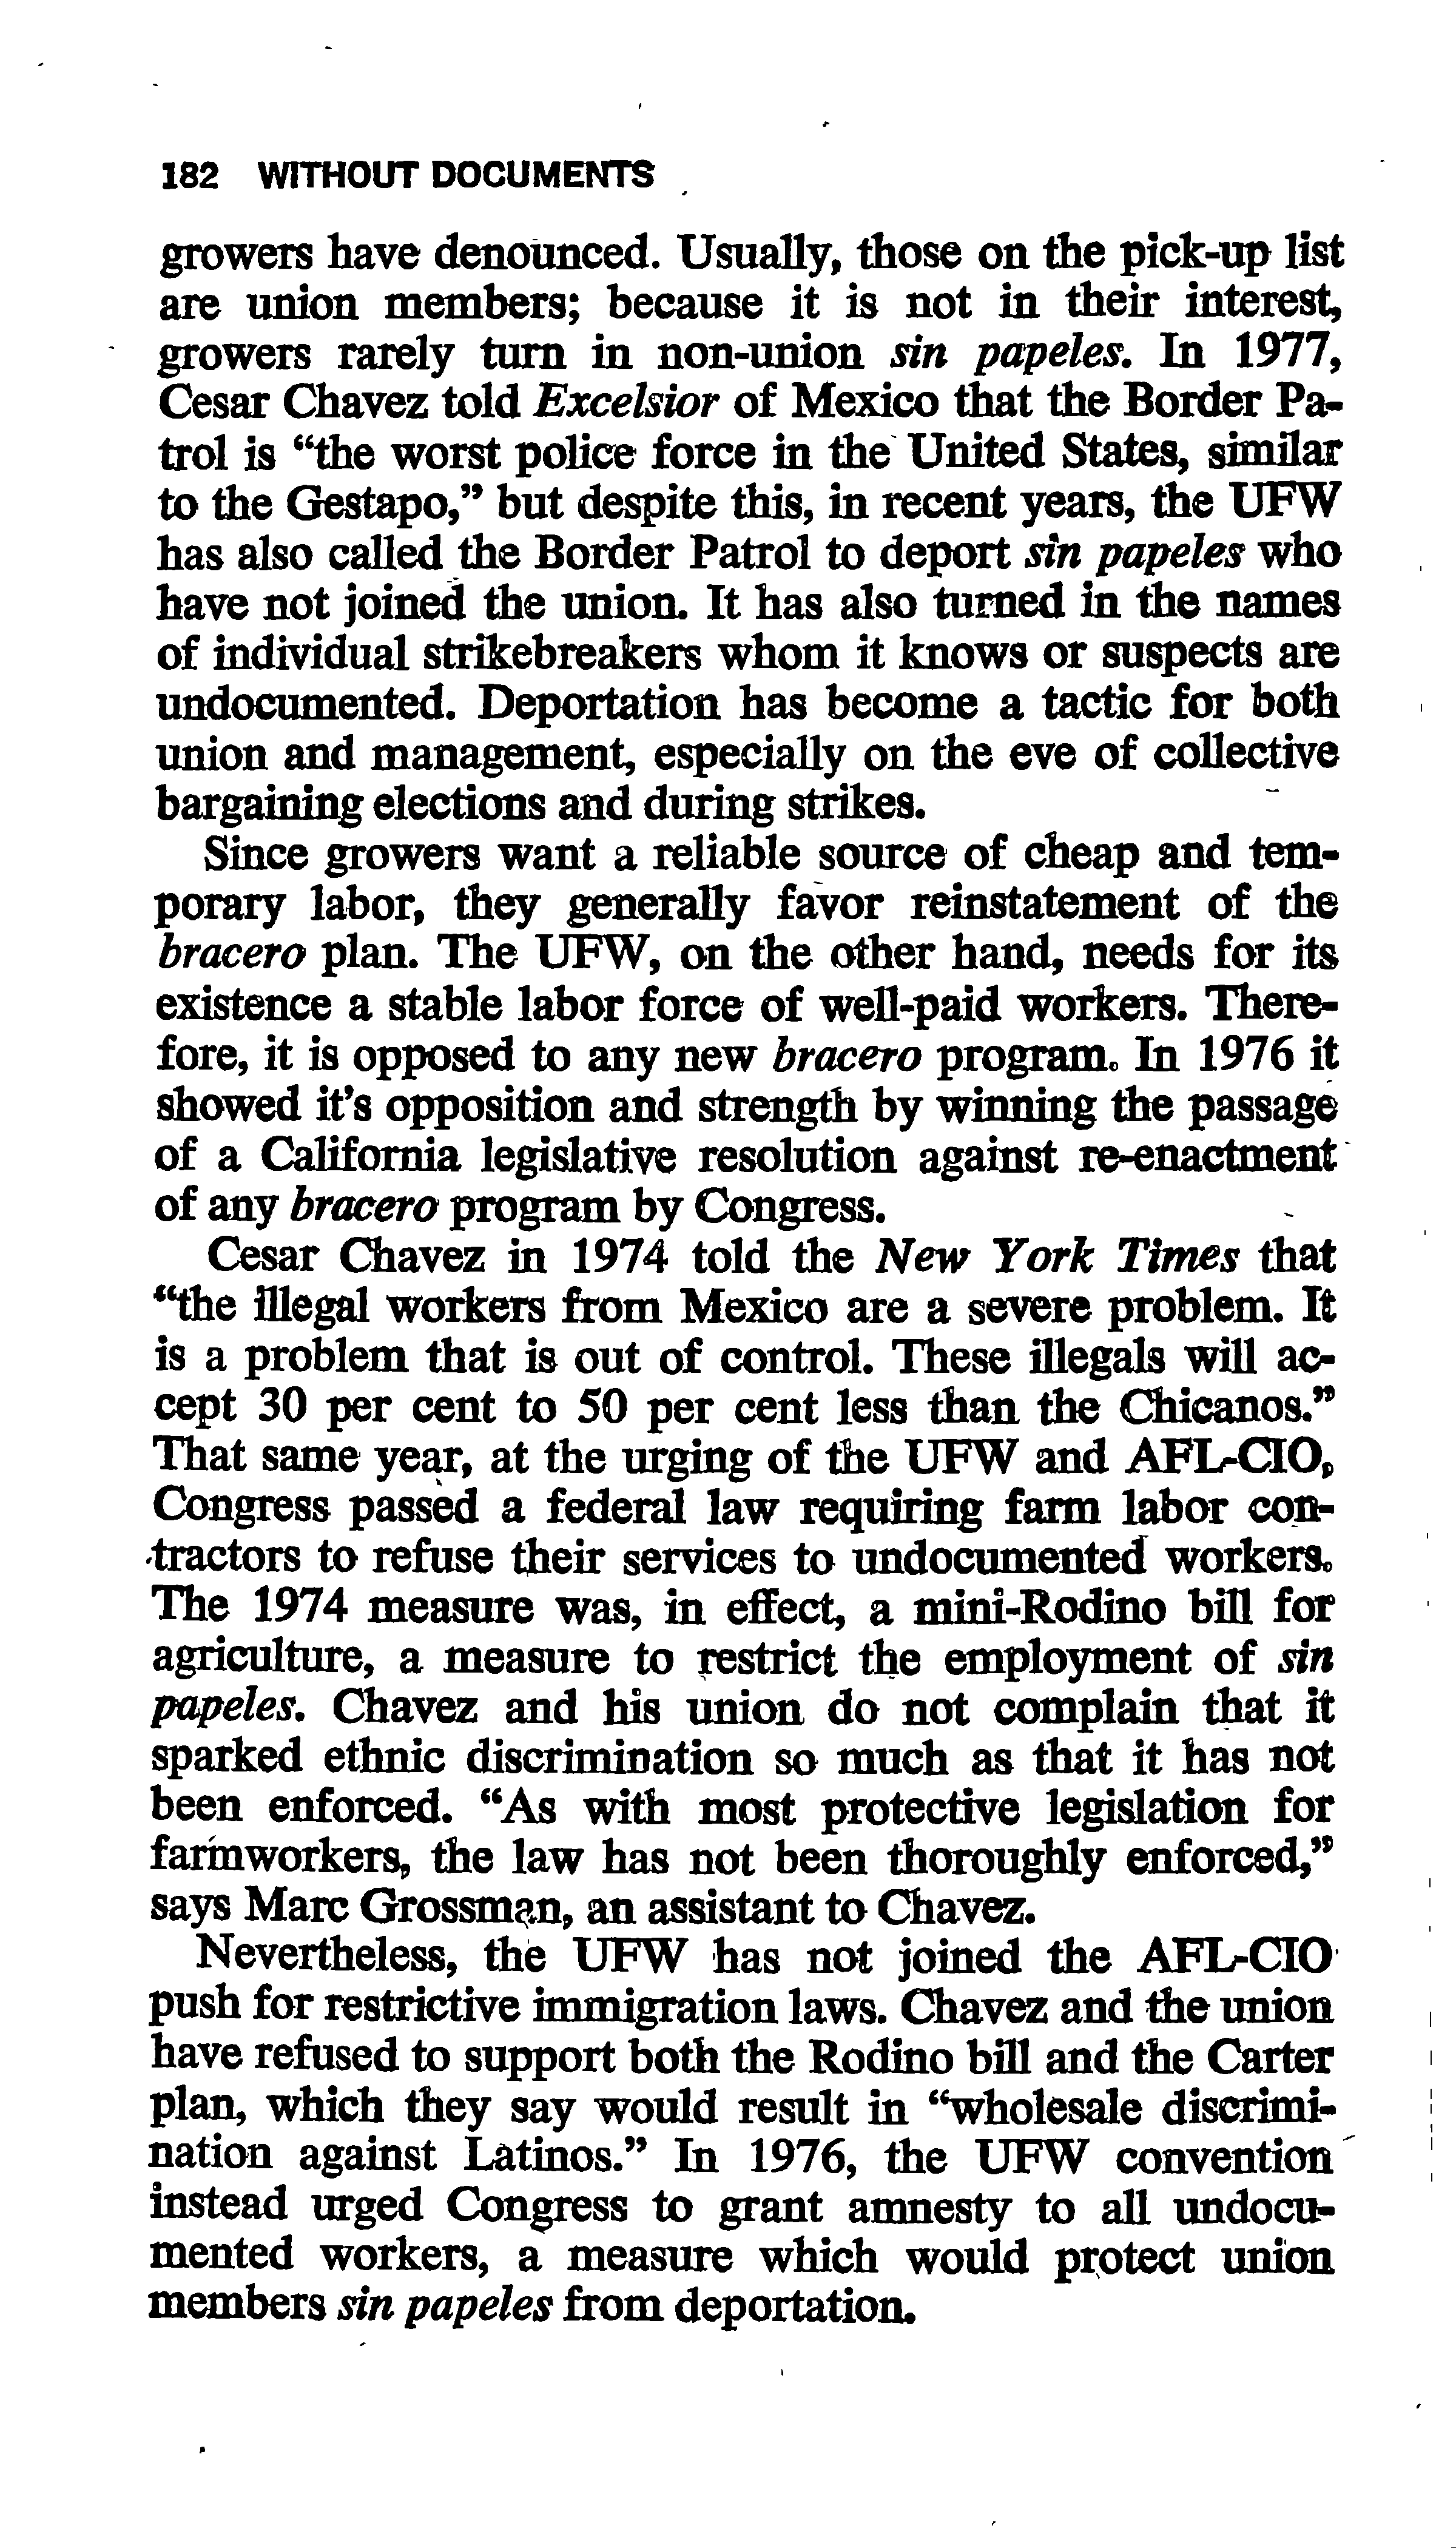 182 WITHOUT DOCUMENTS
growers have denounced. Usually, those on the pick-up list
are union members; because it is not in their interest,
growers rarely turn in non-union sin papeles. In 1977,
Cesar Chavez told Excelsior of Mexico that the Border Pa-
trol is “the worst police force in the United States, similar
to the Gestapo,” but despite this, in recent years, the UFW
has also called the Border Patrol to deport sin papeles who
have not joined the union. It has also turned in the names
of individual strikebreakers whom it knows or suspects are
undocumented. Deportation has become a tactic for both
union and management, especially on the eve of collective
bargaining elections and during strikes.
Since growers want a reliable source of cheap and tem-
porary labor, they generally favor reinstatement of the
bracero plan. The UFW, on the other hand, needs for its
existence a stable labor force of well-paid workers. There-
fore, it is opposed to any new bracero program. In 1976 it
showed it's opposition and strength by winning the passage
of a California legislative resolution against re-enactment
of any bracero program by Congress.
Cesar Chavez in 1974 told the New York Times that
“the illegal workers from Mexico are a severe problem. It
is a problem that is out of control. These illegals will ac-
cept 30 per cent to 50 per cent less than the Chicanos.”
That same year, at the urging of the UFW and AFL-CIO,
Congress passed a federal law requiring farm labor con-
tractors to refuse their services to undocumented workers.
The 1974 measure was, in effect, a mini-Rodino bill for
agriculture, a measure to restrict the employment of sin
papeles. Chavez and his union do not complain that it
sparked ethnic discrimination so much as that it has not
been enforced. “As with most protective legislation for
farmworkers, the law has not been thoroughly enforced,”
says Marc Grossman, an assistant to Chavez.
Nevertheless, the UFW has not joined the AFL-CIO
push for restrictive immigration laws. Chavez and the union
have refused to support both the Rodino bill and the Carter
plan, which they say would result in “wholesale discrimi-
nation against Latinos.” In 1976, the UFW convention
instead urged Congress to grant amnesty to all undocu-
mented workers, a measure which would protect union
members sin papeles from deportation.